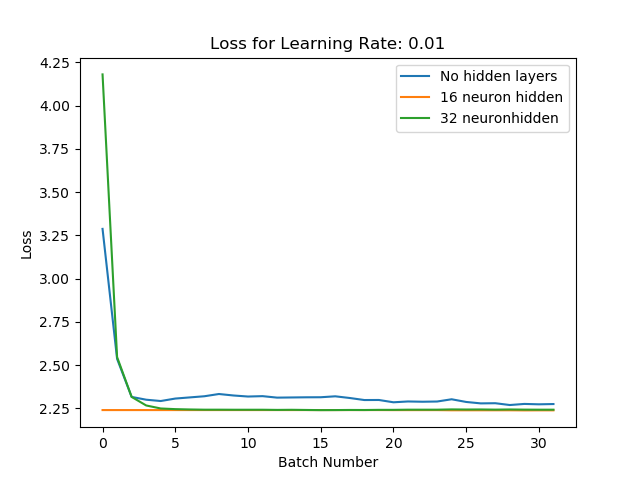 Loss for Learning Rate: 0.01
4.25
4.00
3.75
3.50
3.25
3.00
2.75
2.50
2.25
Loss
No hidden layers
16 neuron hidden
32 neuronhidden
0 5 10 15 20 25 30
Batch Number